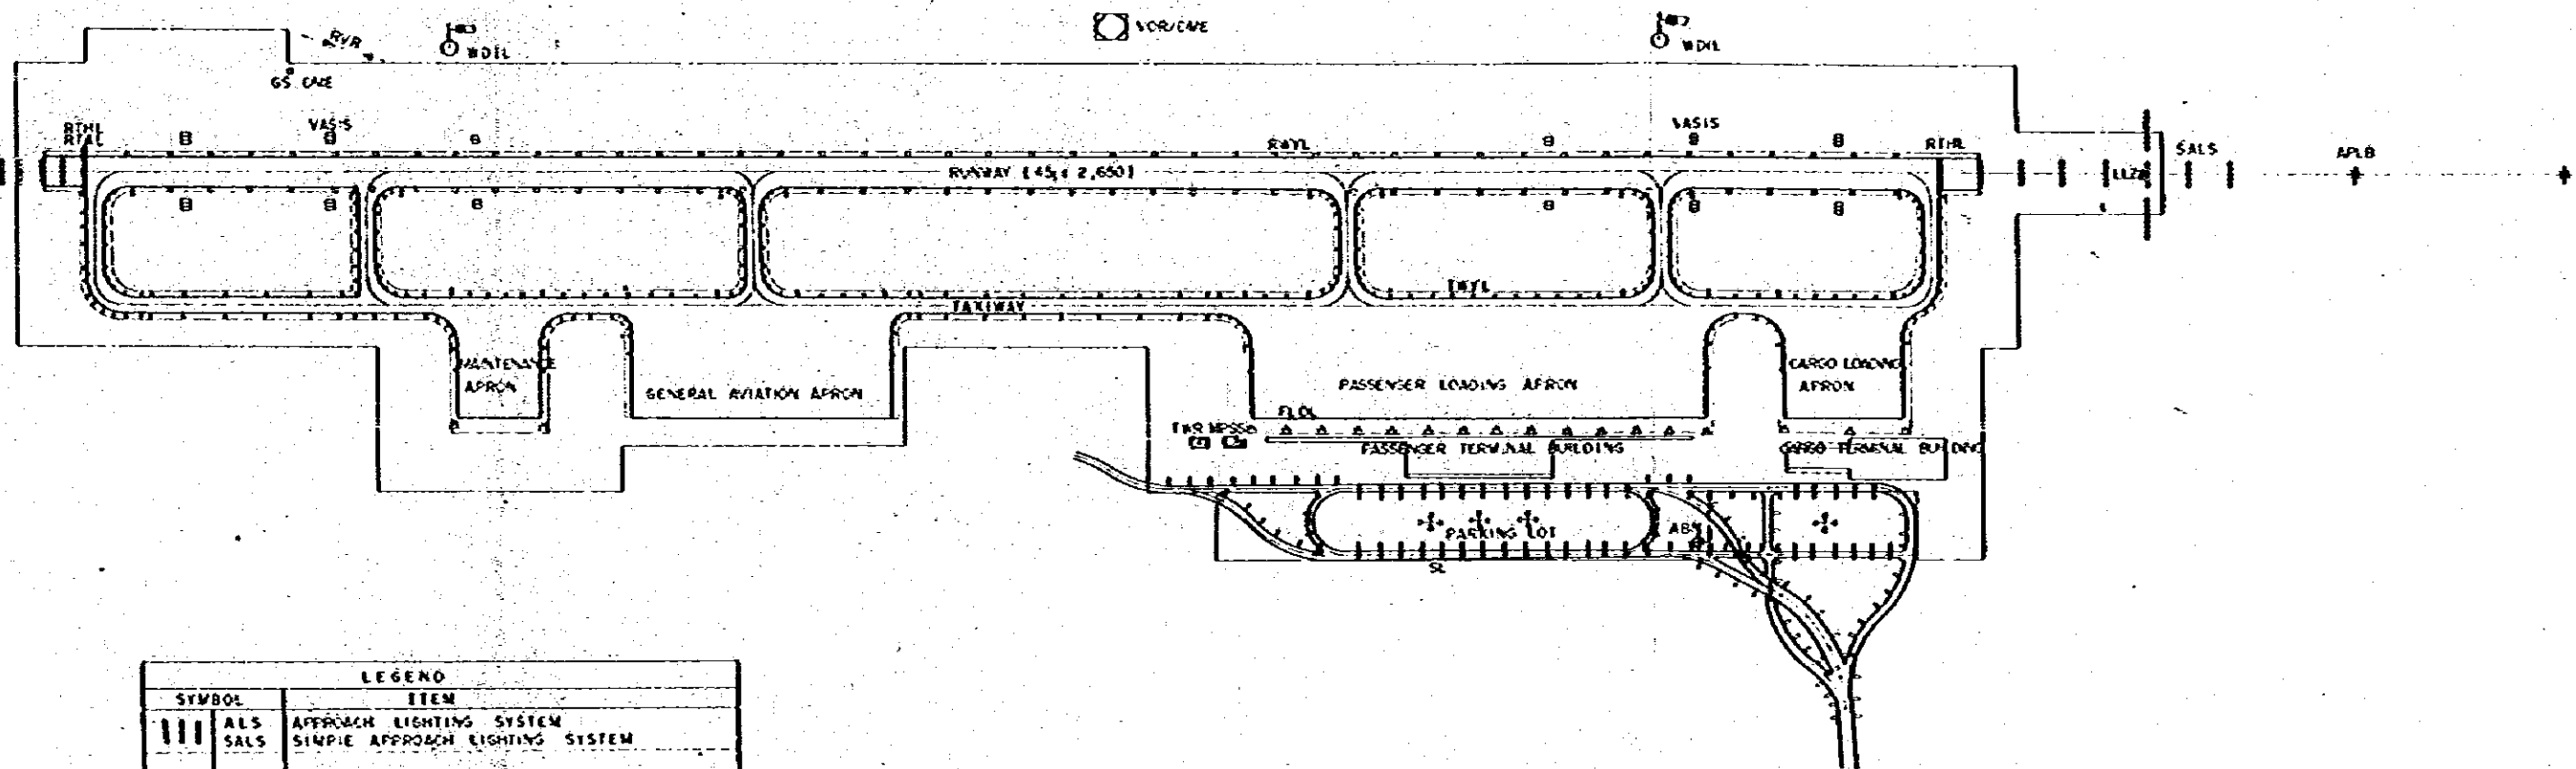 VOR/DME
RVR
WDIL
WDIL
GS DME
RTHL
RTAL
VASIS
RWYL
VASIS
RTHL
SALS
APLB
RUNWAY (45 x 2,650)
LLZ
TWYL
TAXIWAY
MAINTENANCE
APRON
GENERAL AVIATION APRON
PASSENGER LOADING APRON
CARGO LOADING
APRON
FLDL
TWR
PASSENGER TERMINAL BUILDING
CARGO TERMINAL BUILDING
PARKING LOT
ABN
SL
LEGEND
SYMBOL ITEM
ALS APPROACH LIGHTING SYSTEM
SALS SIMPLE APPROACH LIGHTING SYSTEM